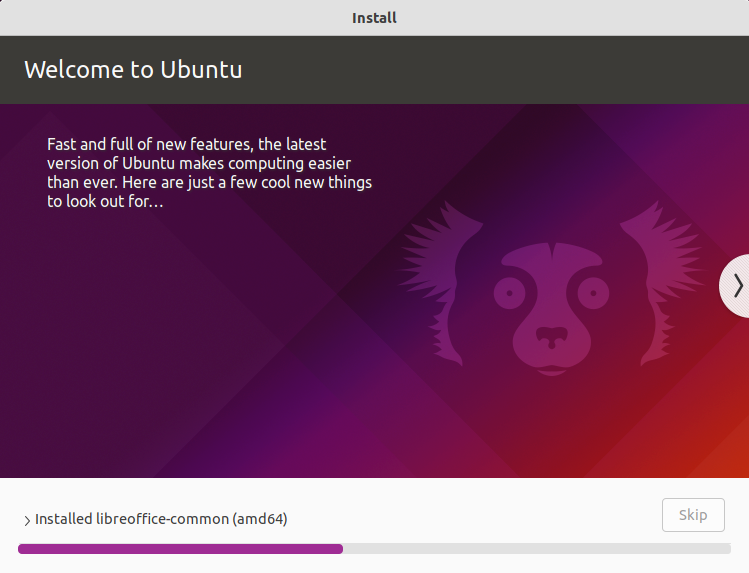 Install
Welcome to Ubuntu
Fast and full of new features, the latest
version of Ubuntu makes computing easier
than ever. Here are just a few cool new things
to look out for…
Installed libreoffice-common (amd64)
Skip